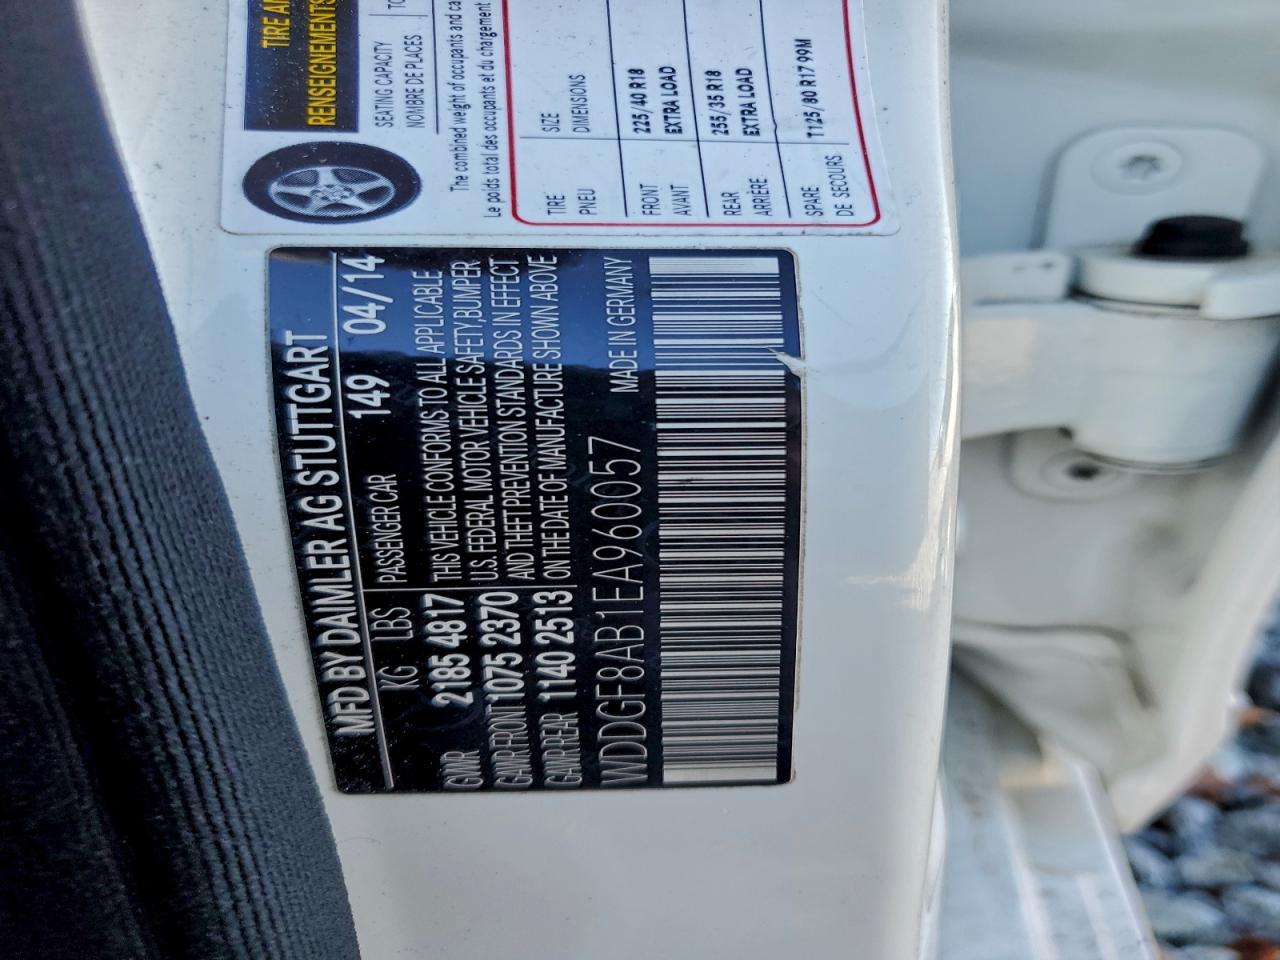 TIRE
RENSEIGNEMENTS
SEATING CAPACITY
NOMBRE DE PLACES
The combined weight of occupants and
Le poids total des occupants et du chargement
TIRE SIZE
PNEU DIMENSIONS
FRONT 225/40 R18
AVANT EXTRA LOAD
REAR 255/35 R18
ARRIÈRE EXTRA LOAD
SPARE T125/80 R17 99M
DE SECOURS
MFD BY DAIMLER AG STUTTGART
149 04/14
KG LBS PASSENGER CAR
GVWR 2185 4817 THIS VEHICLE CONFORMS TO ALL APPLICABLE
GAWR FRONT 1075 2370 U.S. FEDERAL MOTOR VEHICLE SAFETY, BUMPER
GAWR REAR 1140 2513 AND THEFT PREVENTION STANDARDS IN EFFECT
ON THE DATE OF MANUFACTURE SHOWN ABOVE
WDDGF8AB1EA960057 MADE IN GERMANY